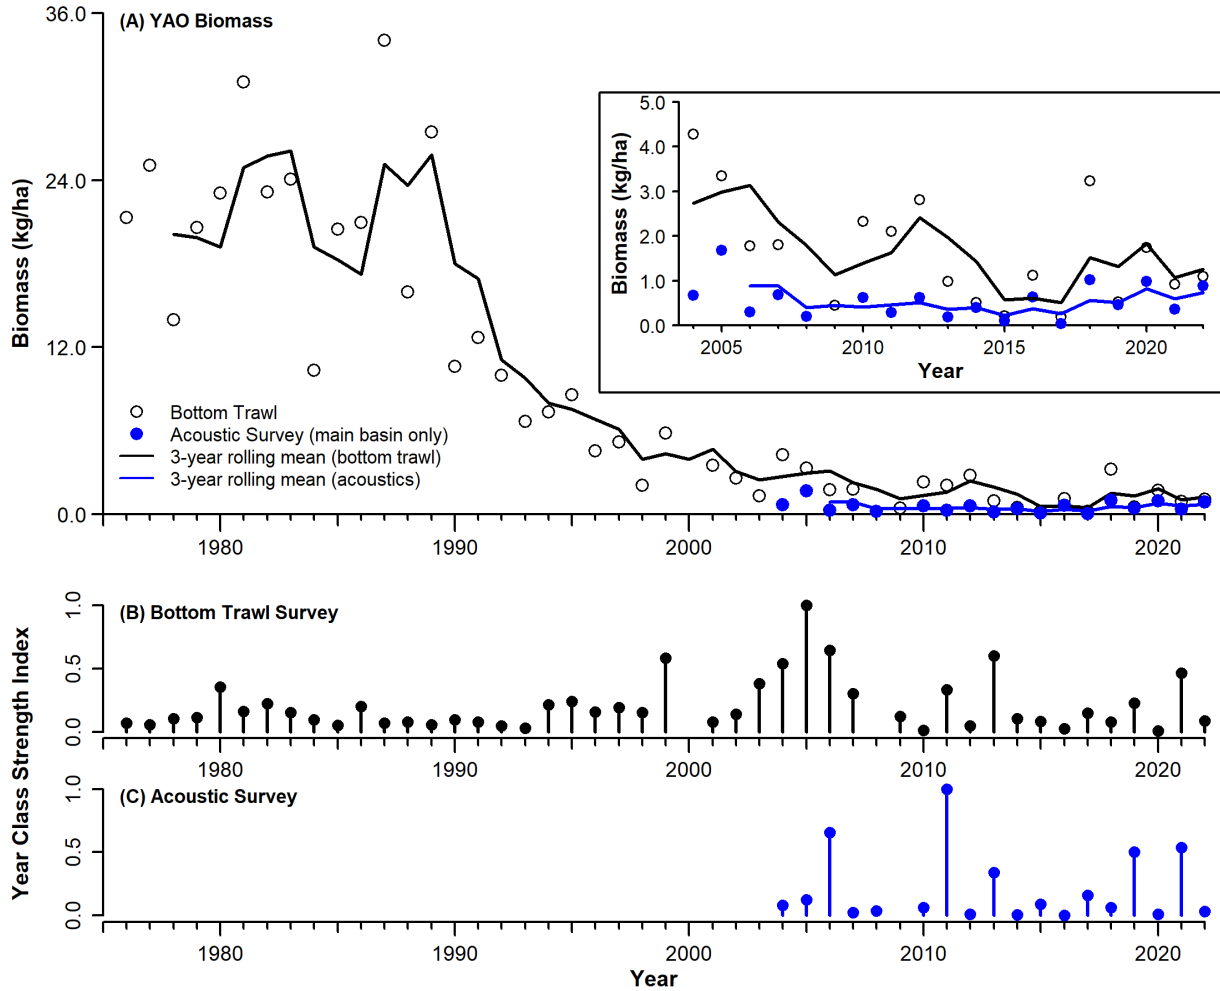 (A) YAO Biomass
36.0
24.0
12.0
0.0
Biomass (kg/ha)
1980
1990
2000
2010
2020
Bottom Trawl
Acoustic Survey (main basin only)
3-year rolling mean (bottom trawl)
3-year rolling mean (acoustics)
5.0
4.0
3.0
2.0
1.0
0.0
Biomass (kg/ha)
2005
2010
2015
2020
Year
(B) Bottom Trawl Survey
1.0
0.5
0.0
1980
1990
2000
2010
2020
Year Class Strength Index
(C) Acoustic Survey
1.0
0.5
0.0
1980
1990
2000
2010
2020
Year